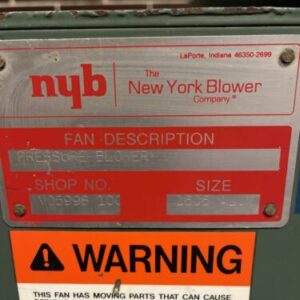 LaPorte, Indiana 46350-2699
nyb
The
New York Blower
Company®
FAN DESCRIPTION
PRESSURE BLOWER
SHOP NO.
SIZE
100
WARNING
THIS FAN HAS MOVING PARTS THAT CAN CAUSE